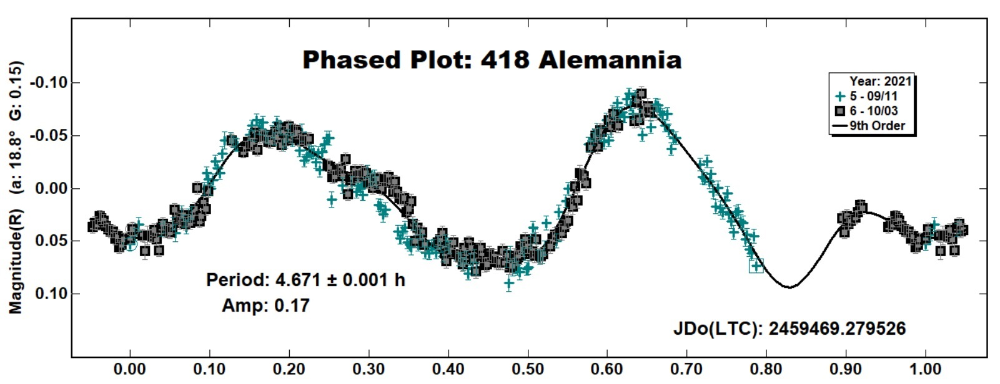 Phased Plot: 418 Alemannia
Magnitude(R) (a: 18.8° G: 0.15)
-0.10
-0.05
0.00
0.05
0.10
Year: 2021
5 - 09/11
6 - 10/03
9th Order
Period: 4.671 ± 0.001 h
Amp: 0.17
JDo(LTC): 2459469.279526
0.00 0.10 0.20 0.30 0.40 0.50 0.60 0.70 0.80 0.90 1.00